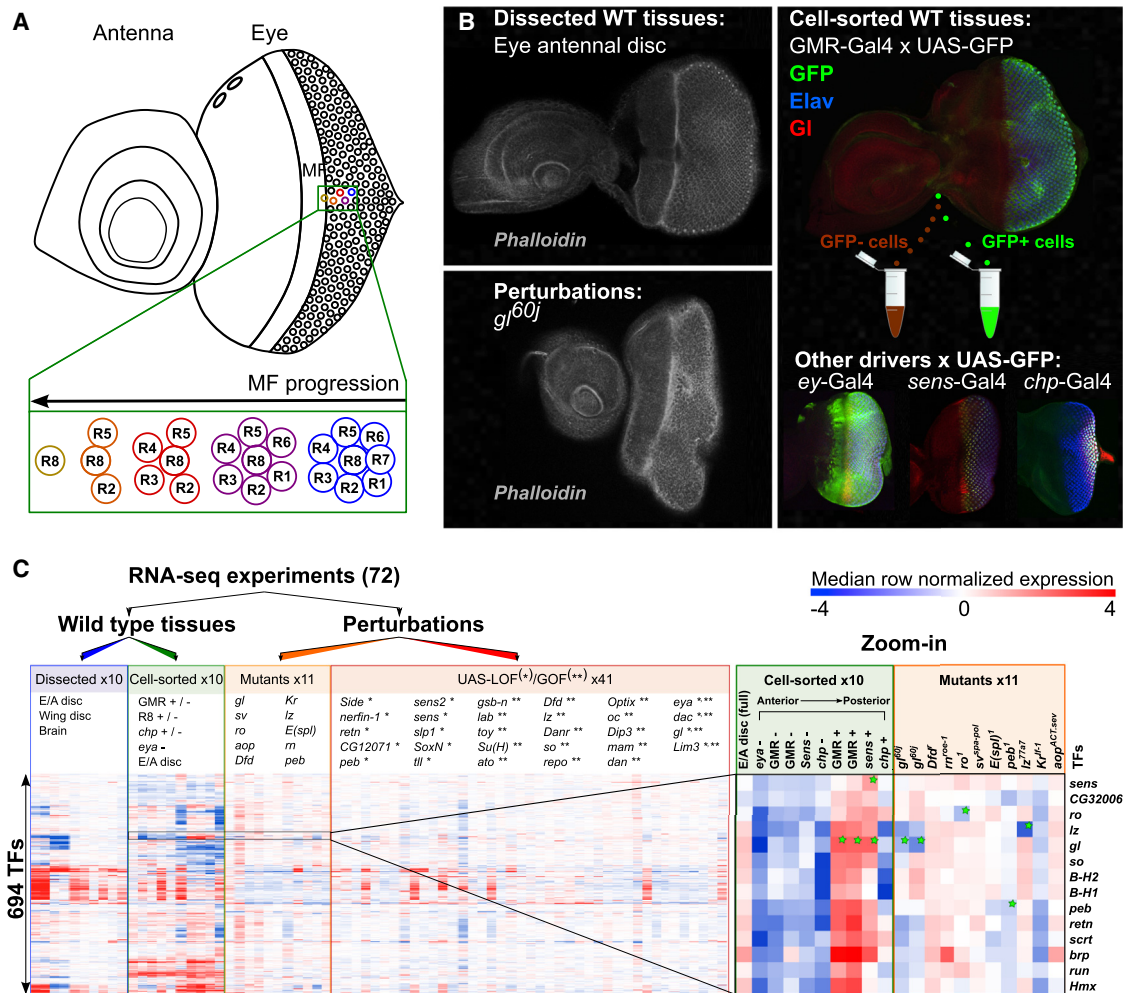 A
Antenna
Eye
MF
MF progression
R8
R5
R8
R2
R5
R4
R8
R3
R2
R5
R4
R6
R8
R3
R1
R2
R5
R6
R4
R8
R7
R3
R2
R1
B
Dissected WT tissues:
Eye antennal disc
Phalloidin
Perturbations:
gl60j
Phalloidin
Cell-sorted WT tissues:
GMR-Gal4 x UAS-GFP
GFP
Elav
Gl
GFP- cells
GFP+ cells
Other drivers x UAS-GFP:
ey-Gal4 sens-Gal4 chp-Gal4
C
RNA-seq experiments (72)
Wild type tissues
Perturbations
Median row normalized expression
-4 0 4
Zoom-in
Dissected x10
E/A disc
Wing disc
Brain
Cell-sorted x10
GMR + / -
R8 + / -
chp + / -
eya -
E/A disc
Mutants x11
gl Kr
sv lz
ro E(spl)
aop rn
Dfd peb
UAS-LOF(*)/GOF(**) x41
Side * sens2 * gsb-n ** Dfd ** Optix ** eya *,**
nerfin-1 * sens * lab ** lz ** oc ** dac *,**
retn * slp1 * toy ** Danr ** Dip3 ** gl *,**
CG12071 * SoxN * Su(H) ** so ** mam ** Lim3 *,**
peb * tll * ato ** repo ** dan **
694 TFs
Cell-sorted x10
Anterior Posterior
E/A disc (full)
eya -
GMR -
GMR -
Sens -
chp -
GMR +
GMR +
sens +
chp +
Mutants x11
gl60j
gl60j
Dfdr
rnroe-1
ro1
svspa-pol
E(spl)1
peb1
lz77a7
KrIf-1
aopACT.sev
TFs
sens
CG32006
ro
lz
gl
so
B-H2
B-H1
peb
retn
scrt
brp
run
Hmx